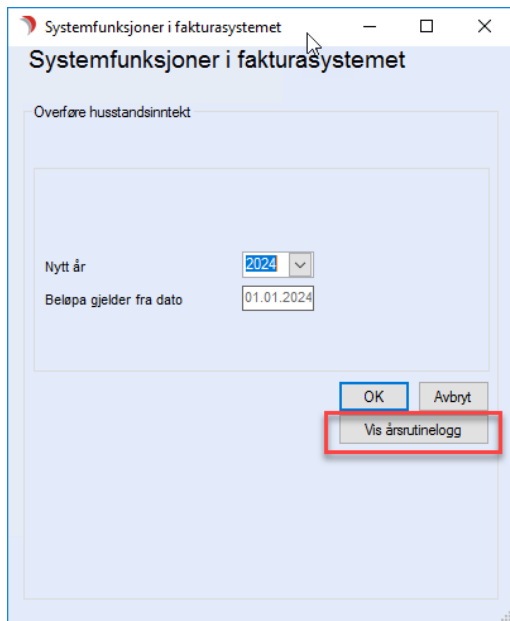 Systemfunksjoner i fakturasystemet
Systemfunksjoner i fakturasystemet
Overføre husstandsinntekt
Nytt år 2024
Beløpa gjelder fra dato 01.01.2024
OK Avbryt
Vis årsrutinelogg